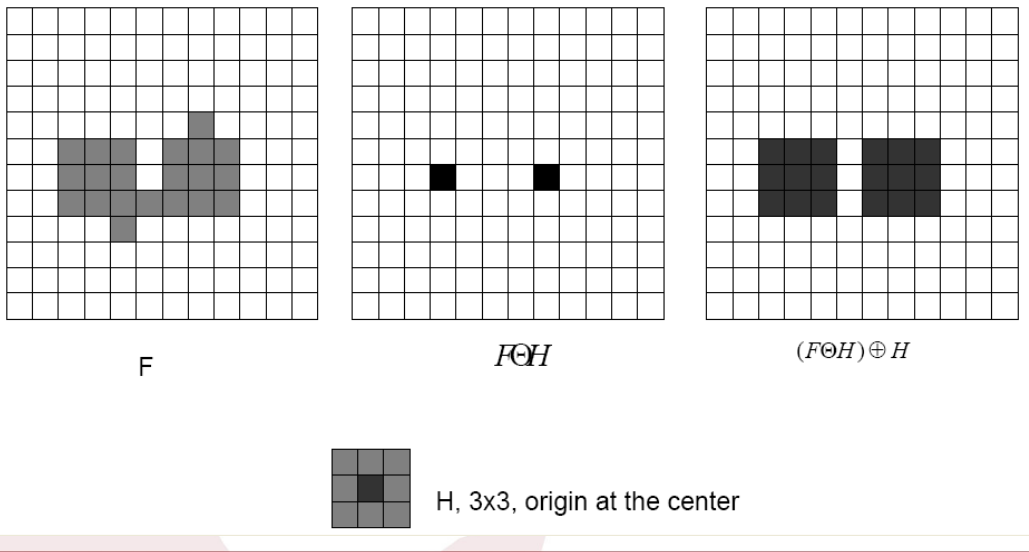 F
FΘH
(FΘH) ⊕ H
H, 3x3, origin at the center